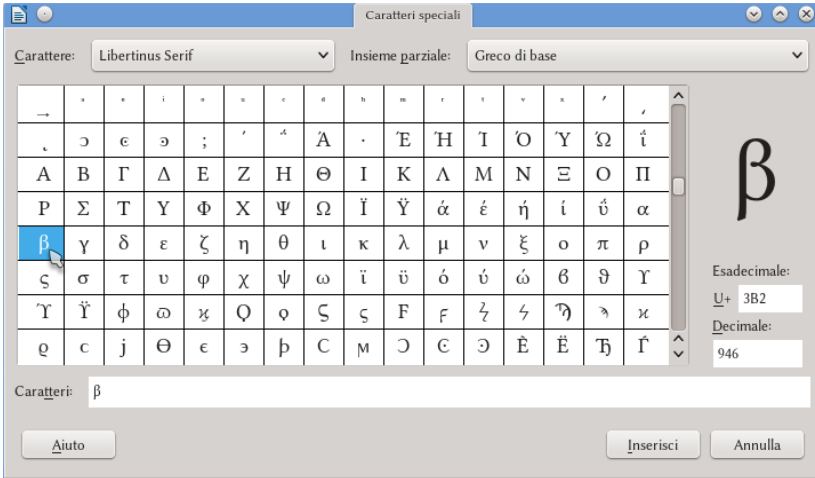 Caratteri speciali
Carattere: Libertinus Serif Insieme parziale: Greco di base
; ΄ ΅ Ά · Έ Ή Ί Ό Ύ Ώ ΐ
Α Β Γ Δ Ε Ζ Η Θ Ι Κ Λ Μ Ν Ξ Ο Π
Ρ Σ Τ Υ Φ Χ Ψ Ω Ϊ Ϋ ά έ ή ί ΰ α
β γ δ ε ζ η θ ι κ λ μ ν ξ ο π ρ
ς σ τ υ φ χ ψ ω ϊ ϋ ό ύ ώ ϐ ϑ ϒ
ϓ ϔ ϕ ϖ ϗ Ϙ ϙ Ϛ ϛ Ϝ ϝ Ϟ ϟ Ϡ ϡ ϰ
ϱ ϲ ϳ ϴ ϵ ϶ ϸ Ϲ ϻ Ͻ Ͼ Ͽ Ѐ Ё Ђ Ѓ
β
Esadecimale:
U+ 3B2
Decimale:
946
Caratteri: β
Aiuto Inserisci Annulla